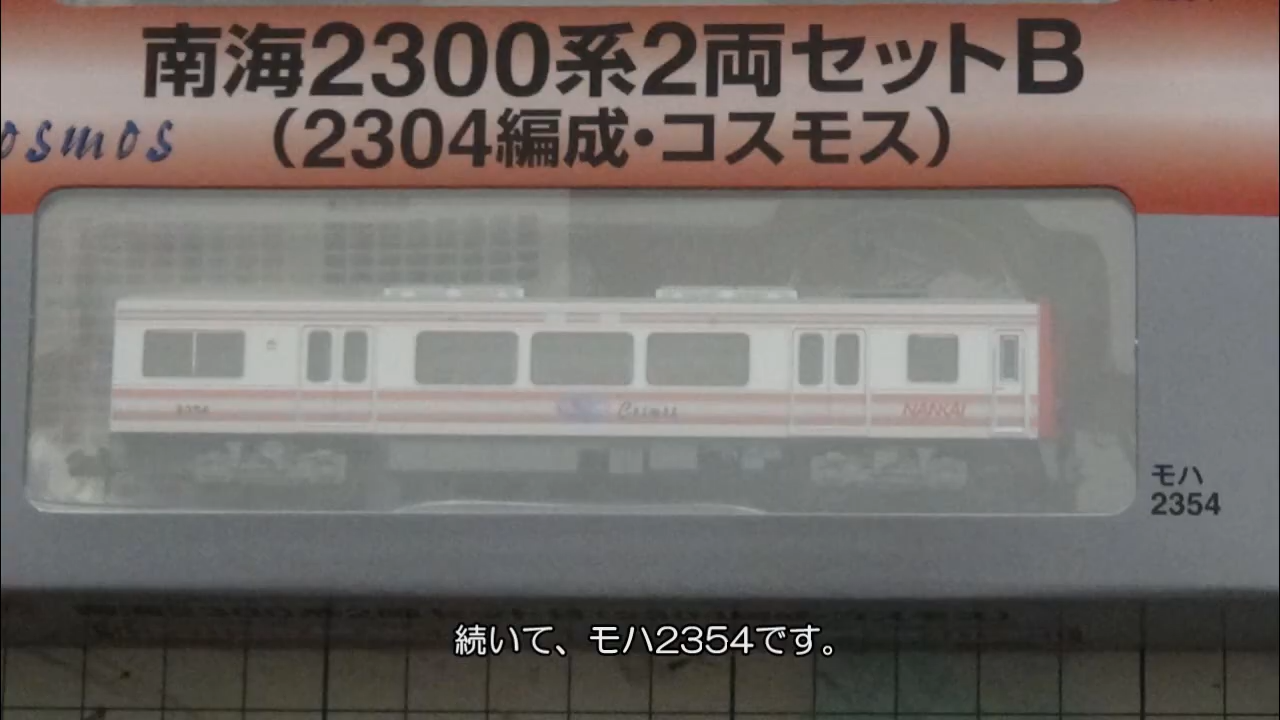 南海2300系2両セットB
osmos
(2304編成・コスモス)
2354
Cosmos
NANKAI
モハ
2354
続いて、モハ2354です。